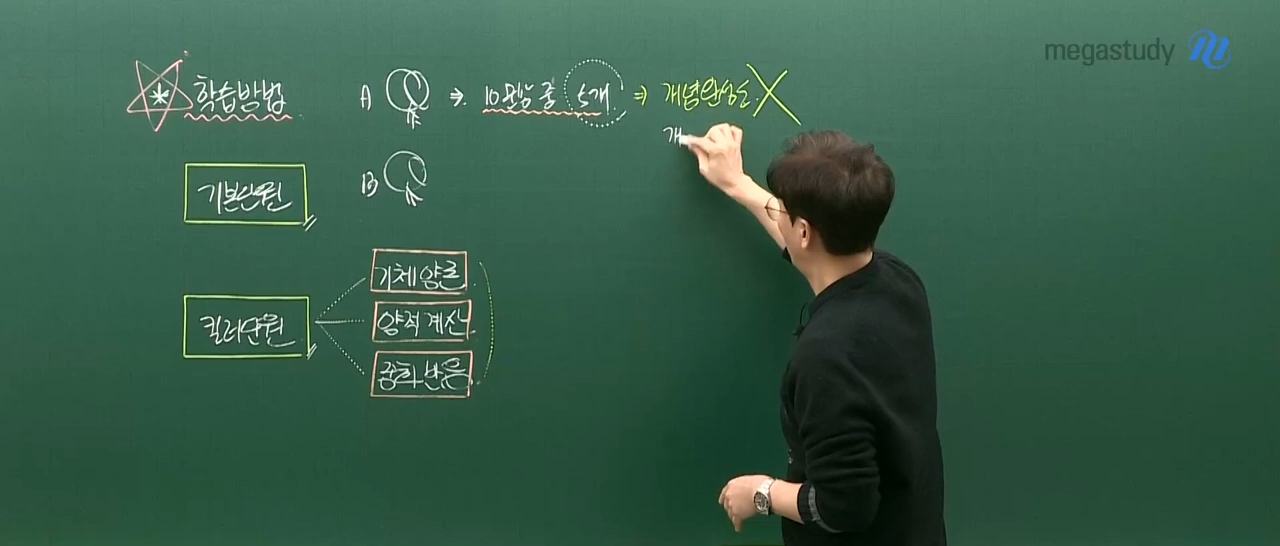 megastudy
학습방법
A ⇒ 10문항 중 5개 ⇒ 개념완성도 X
개
기본단원
B
킬러단원
기체양론
양적계산
중화반응